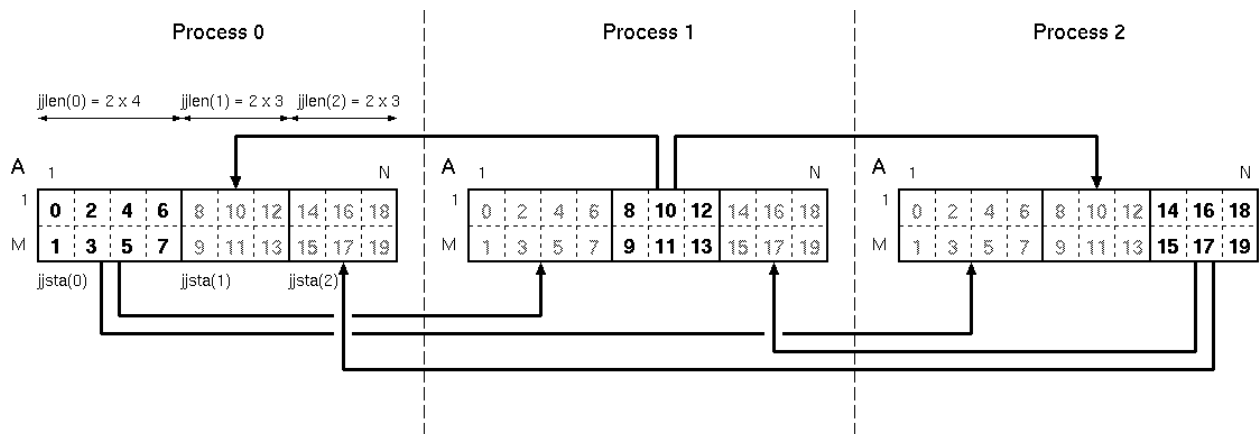 Process 0 Process 1 Process 2
jjlen(0) = 2 x 4 jjlen(1) = 2 x 3 jjlen(2) = 2 x 3
A 1 N A 1 N A 1 N
1 0 2 4 6 8 10 12 14 16 18 1 0 2 4 6 8 10 12 14 16 18 1 0 2 4 6 8 10 12 14 16 18
M 1 3 5 7 9 11 13 15 17 19 M 1 3 5 7 9 11 13 15 17 19 M 1 3 5 7 9 11 13 15 17 19
jjsta(0) jjsta(1) jjsta(2)